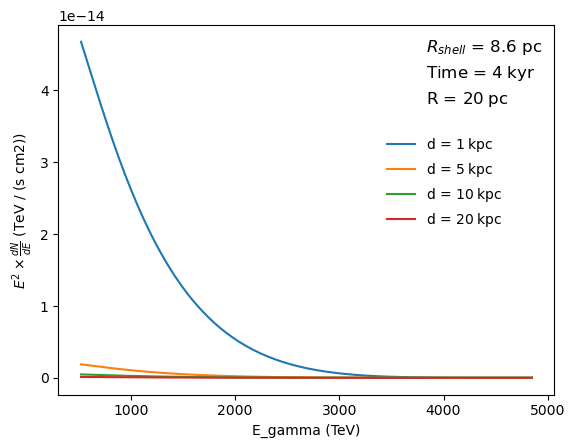 1e−14
R_shell = 8.6 pc
Time = 4 kyr
R = 20 pc
d = 1 kpc
d = 5 kpc
d = 10 kpc
d = 20 kpc
E² × dN/dE (TeV / (s cm2))
4
3
2
1
0
1000 2000 3000 4000 5000
E_gamma (TeV)